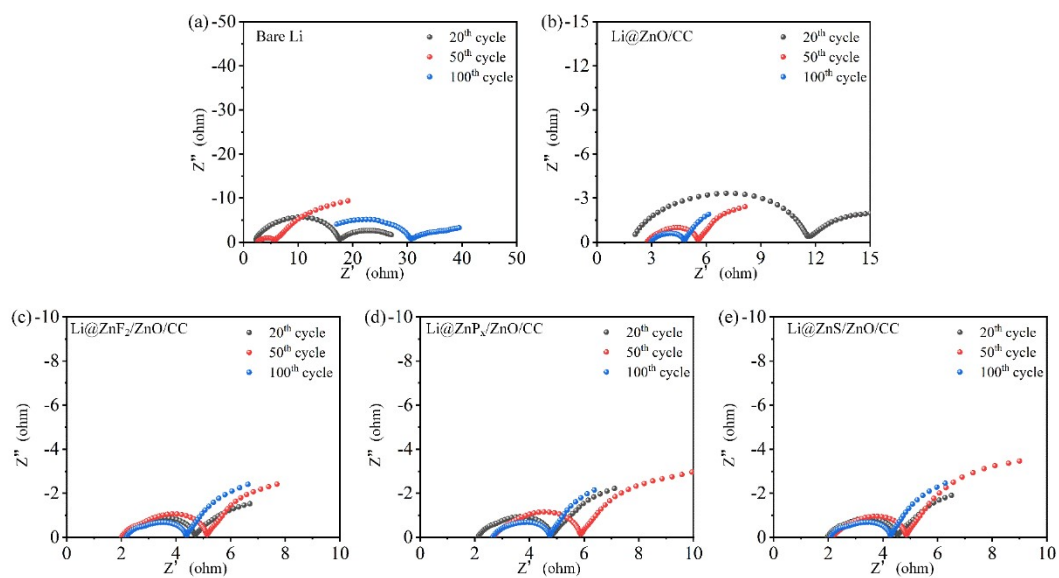 (a)
-50
-40
-30
-20
-10
0
Z″ (ohm)
Bare Li
20th cycle
50th cycle
100th cycle
0 10 20 30 40 50
Z' (ohm)
(b)
-15
-12
-9
-6
-3
0
Z″ (ohm)
Li@ZnO/CC
20th cycle
50th cycle
100th cycle
0 3 6 9 12 15
Z' (ohm)
(c)
-10
-8
-6
-4
-2
0
Z″ (ohm)
Li@ZnF₂/ZnO/CC
20th cycle
50th cycle
100th cycle
0 2 4 6 8 10
Z' (ohm)
(d)
-10
-8
-6
-4
-2
0
Z″ (ohm)
Li@ZnPₓ/ZnO/CC
20th cycle
50th cycle
100th cycle
0 2 4 6 8 10
Z' (ohm)
(e)
-10
-8
-6
-4
-2
0
Z″ (ohm)
Li@ZnS/ZnO/CC
20th cycle
50th cycle
100th cycle
0 2 4 6 8 10
Z' (ohm)